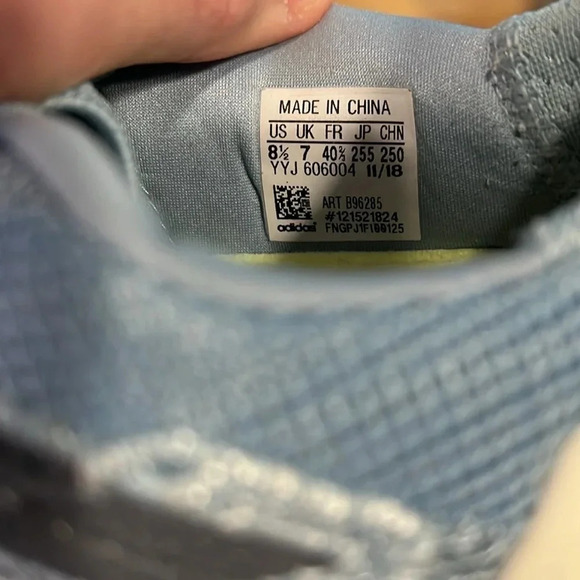 MADE IN CHINA
US UK FR JP CHN
8½ 7 40⅔ 255 250
YYJ 606004 11/18
ART B96285
#121521824
adidas